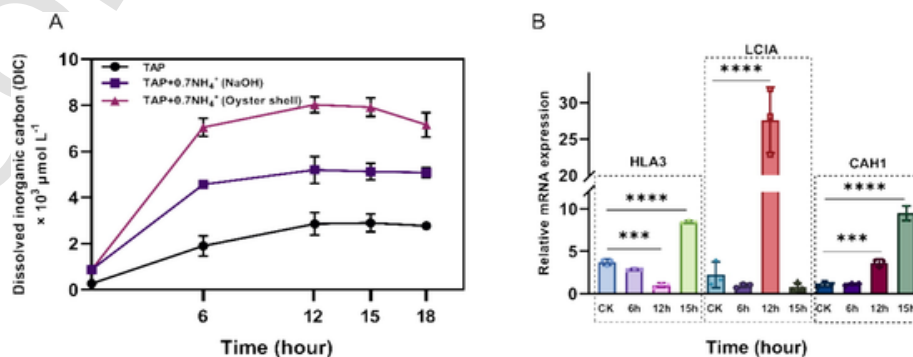 A
Dissolved inorganic carbon (DIC)
× 10³ μmol L⁻¹
10
8
6
4
2
0
TAP
TAP+0.7NH₄⁺ (NaOH)
TAP+0.7NH₄⁺ (Oyster shell)
6 12 15 18
Time (hour)
B
Relative mRNA expression
30
25
20
10
5
0
LCIA
HLA3
CAH1
****
****
***
****
***
CK 6h 12h 15h CK 6h 12h 15h CK 6h 12h 15h
Time (hour)